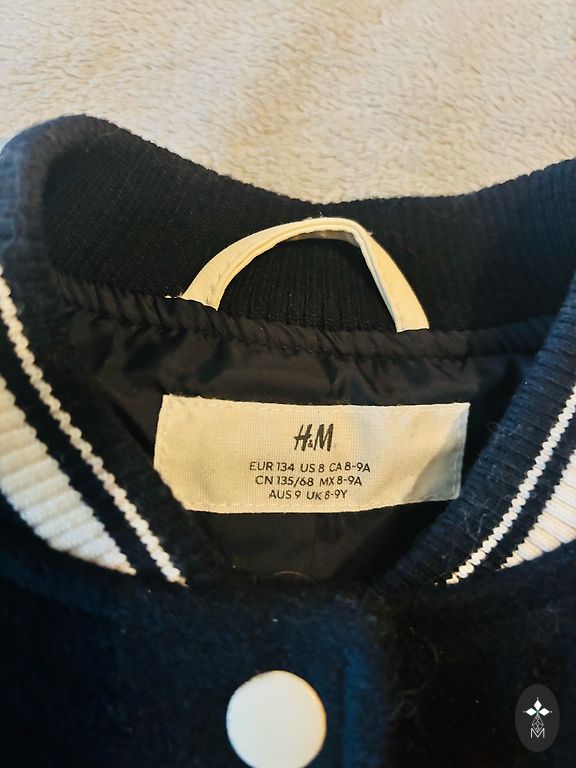 H&M
EUR 134 US 8 CA 8-9A
CN 135/68 MX 8-9A
AUS 9 UK 8-9Y
M